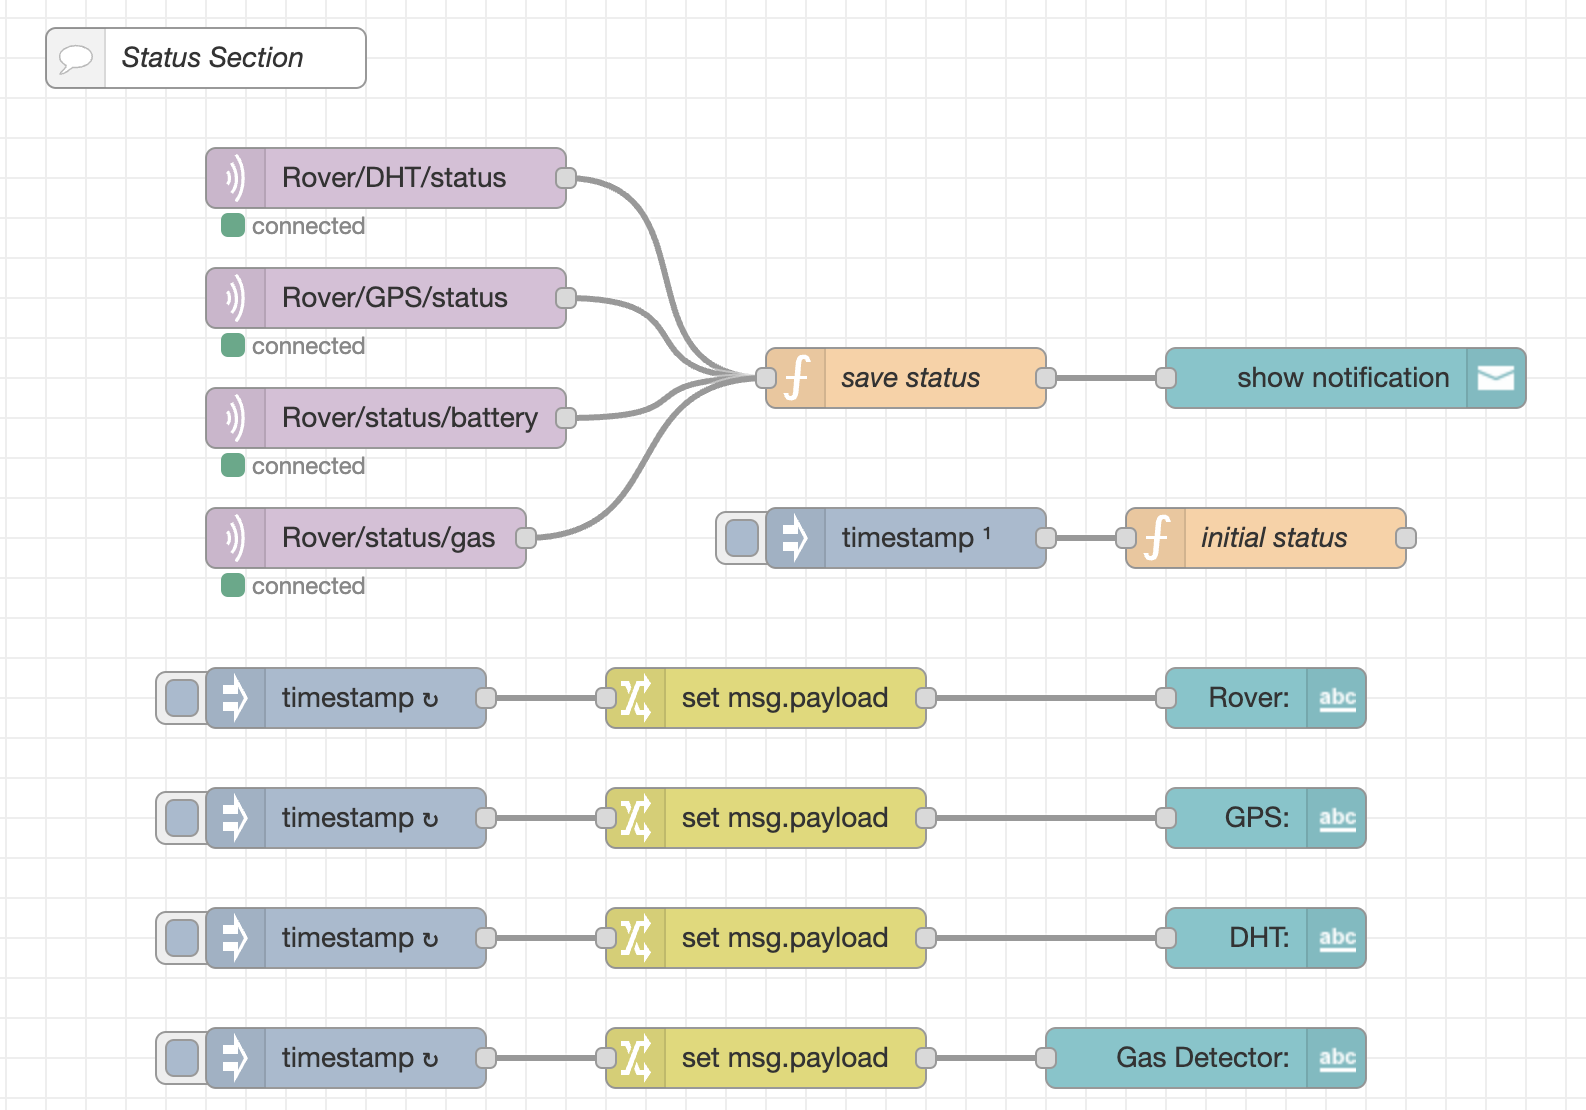 Status Section
Rover/DHT/status
connected
Rover/GPS/status
connected
Rover/status/battery
connected
Rover/status/gas
connected
save status
show notification
timestamp ¹
initial status
timestamp ↻
set msg.payload
Rover:
abc
timestamp ↻
set msg.payload
GPS:
abc
timestamp ↻
set msg.payload
DHT:
abc
timestamp ↻
set msg.payload
Gas Detector:
abc